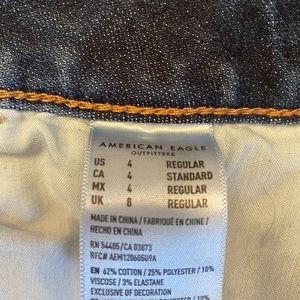 AMERICAN EAGLE
OUTFITTERS
US 4 REGULAR
CA 4 STANDARD
MX 4 REGULAR
UK 8 REGULAR
MADE IN CHINA / FABRIQUÉ EN CHINE /
HECHO EN CHINA
RN 54485/CA 03873
RFC# AEM120605U9A
EN 62% COTTON / 25% POLYESTER / 10%
VISCOSE / 3% ELASTANE
EXCLUSIVE OF DECORATION